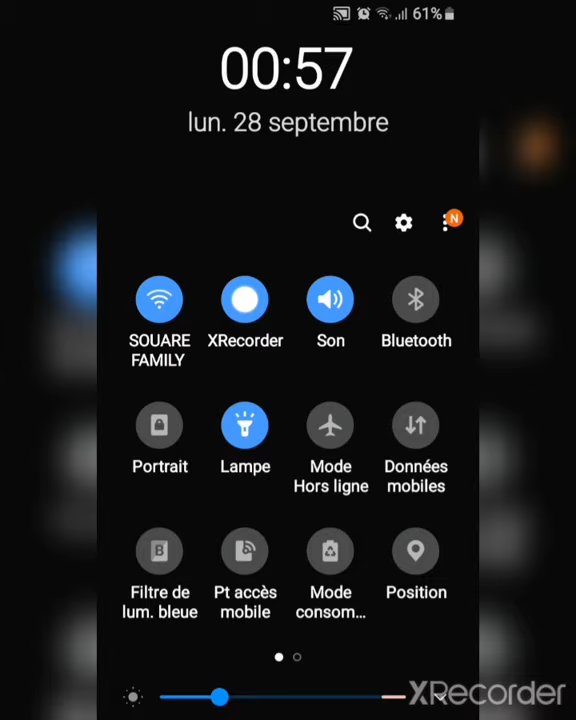 61%
00:57
lun. 28 septembre
N
SOUARE
FAMILY
XRecorder
Son
Bluetooth
Portrait
Lampe
Mode
Hors ligne
Données
mobiles
B
Filtre de
lum. bleue
Pt accès
mobile
Mode
consom...
Position
XRecorder